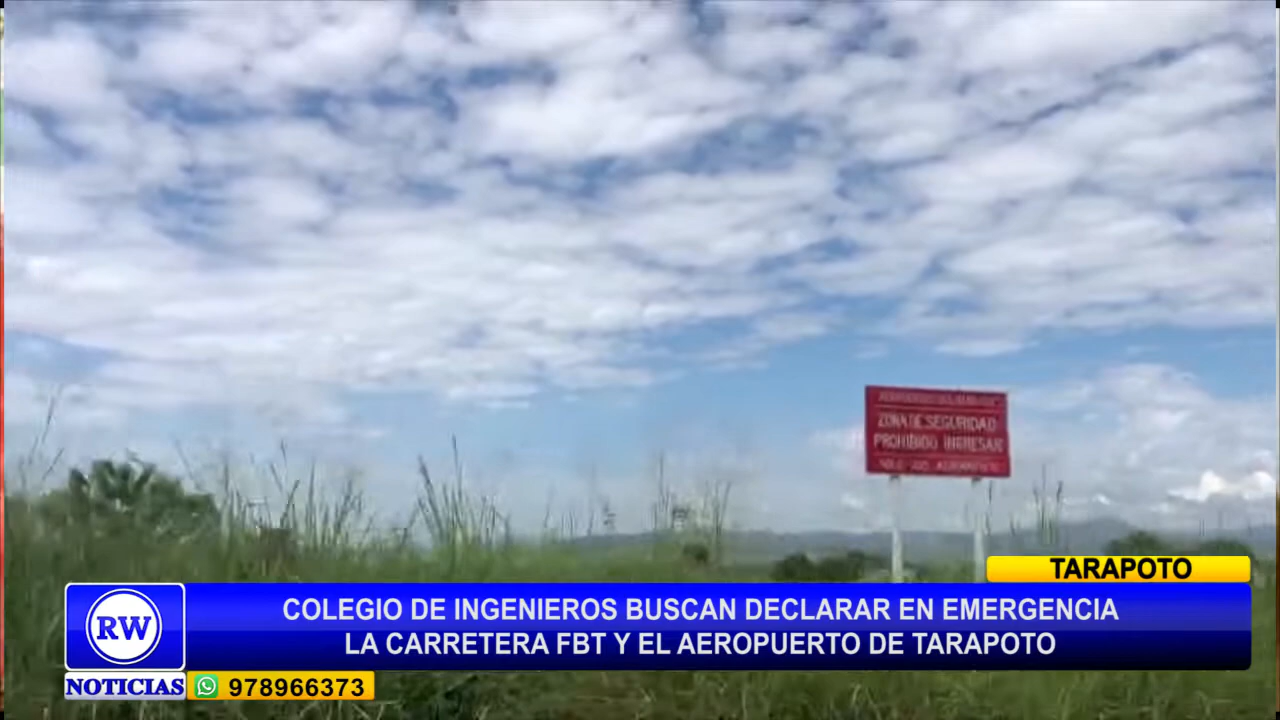 ZONA DE SEGURIDAD
PROHIBIDO INGRESAR
TARAPOTO
RW
COLEGIO DE INGENIEROS BUSCAN DECLARAR EN EMERGENCIA
LA CARRETERA FBT Y EL AEROPUERTO DE TARAPOTO
NOTICIAS
978966373